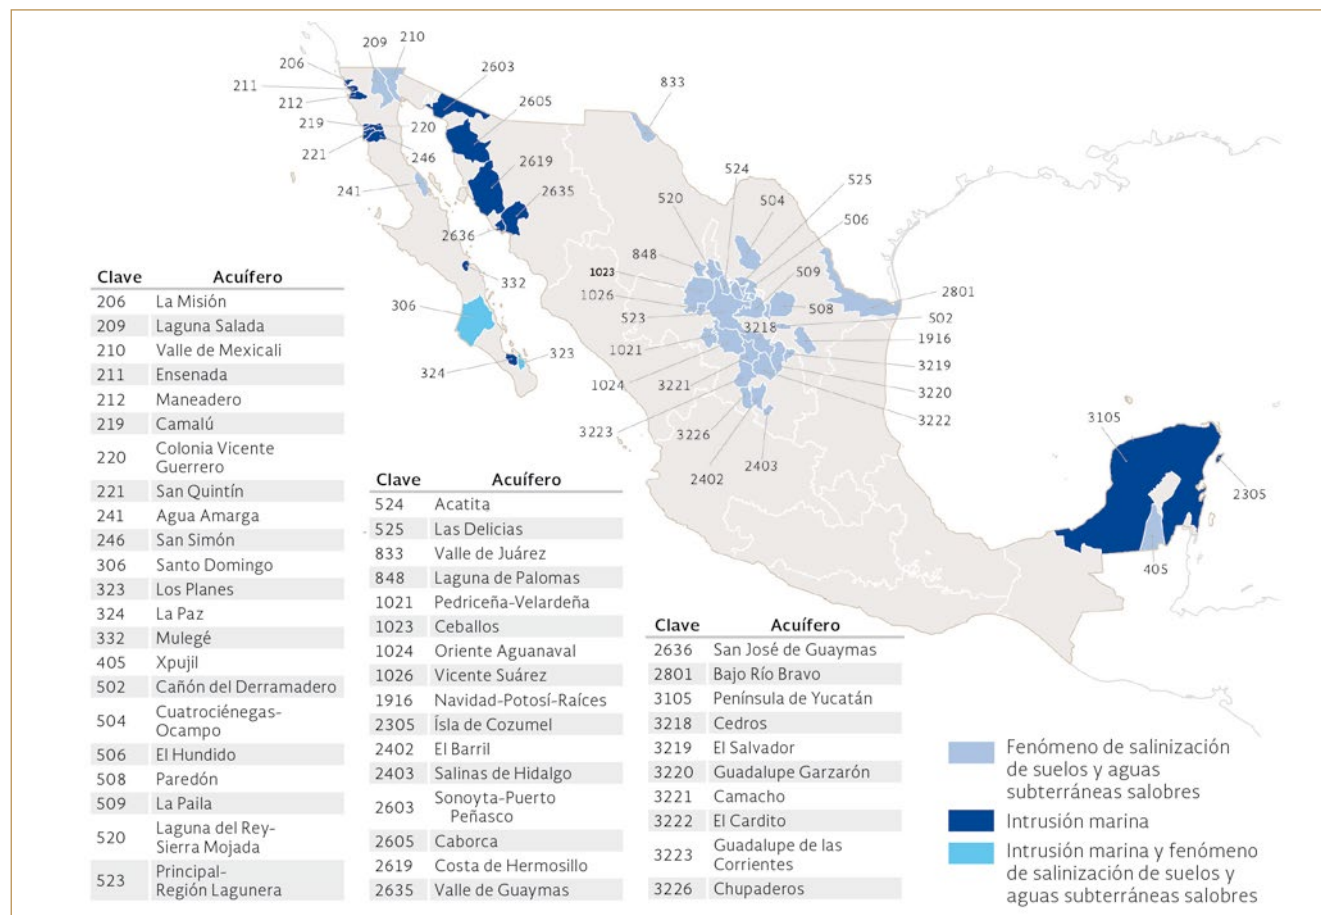 209
210
206
2603
833
211
2605
212
219
220
221
246
2619
524
525
241
2635
520
504
506
2636
848
509
1023
332
1026
508
2801
306
523
3218
502
1916
1021
323
3219
324
1024
3221
3220
3222
3223
3226
2402
2403
3105
2305
405
Clave Acuífero
206 La Misión
209 Laguna Salada
210 Valle de Mexicali
211 Ensenada
212 Maneadero
219 Camalú
220 Colonia Vicente
Guerrero
221 San Quintín
241 Agua Amarga
246 San Simón
306 Santo Domingo
323 Los Planes
324 La Paz
332 Mulegé
405 Xpujil
502 Cañón del Derramadero
504 Cuatrociénegas-
Ocampo
506 El Hundido
508 Paredón
509 La Paila
520 Laguna del Rey-
Sierra Mojada
523 Principal-
Región Lagunera
Clave Acuífero
524 Acatita
525 Las Delicias
833 Valle de Juárez
848 Laguna de Palomas
1021 Pedriceña-Velardeña
1023 Ceballos
1024 Oriente Aguanaval
1026 Vicente Suárez
1916 Navidad-Potosí-Raíces
2305 Ísla de Cozumel
2402 El Barril
2403 Salinas de Hidalgo
2603 Sonoyta-Puerto
Peñasco
2605 Caborca
2619 Costa de Hermosillo
2635 Valle de Guaymas
Clave Acuífero
2636 San José de Guaymas
2801 Bajo Río Bravo
3105 Península de Yucatán
3218 Cedros
3219 El Salvador
3220 Guadalupe Garzarón
3221 Camacho
3222 El Cardito
3223 Guadalupe de las
Corrientes
3226 Chupaderos
Fenómeno de salinización
de suelos y aguas
subterráneas salobres
Intrusión marina
Intrusión marina y fenómeno
de salinización de suelos y
aguas subterráneas salobres